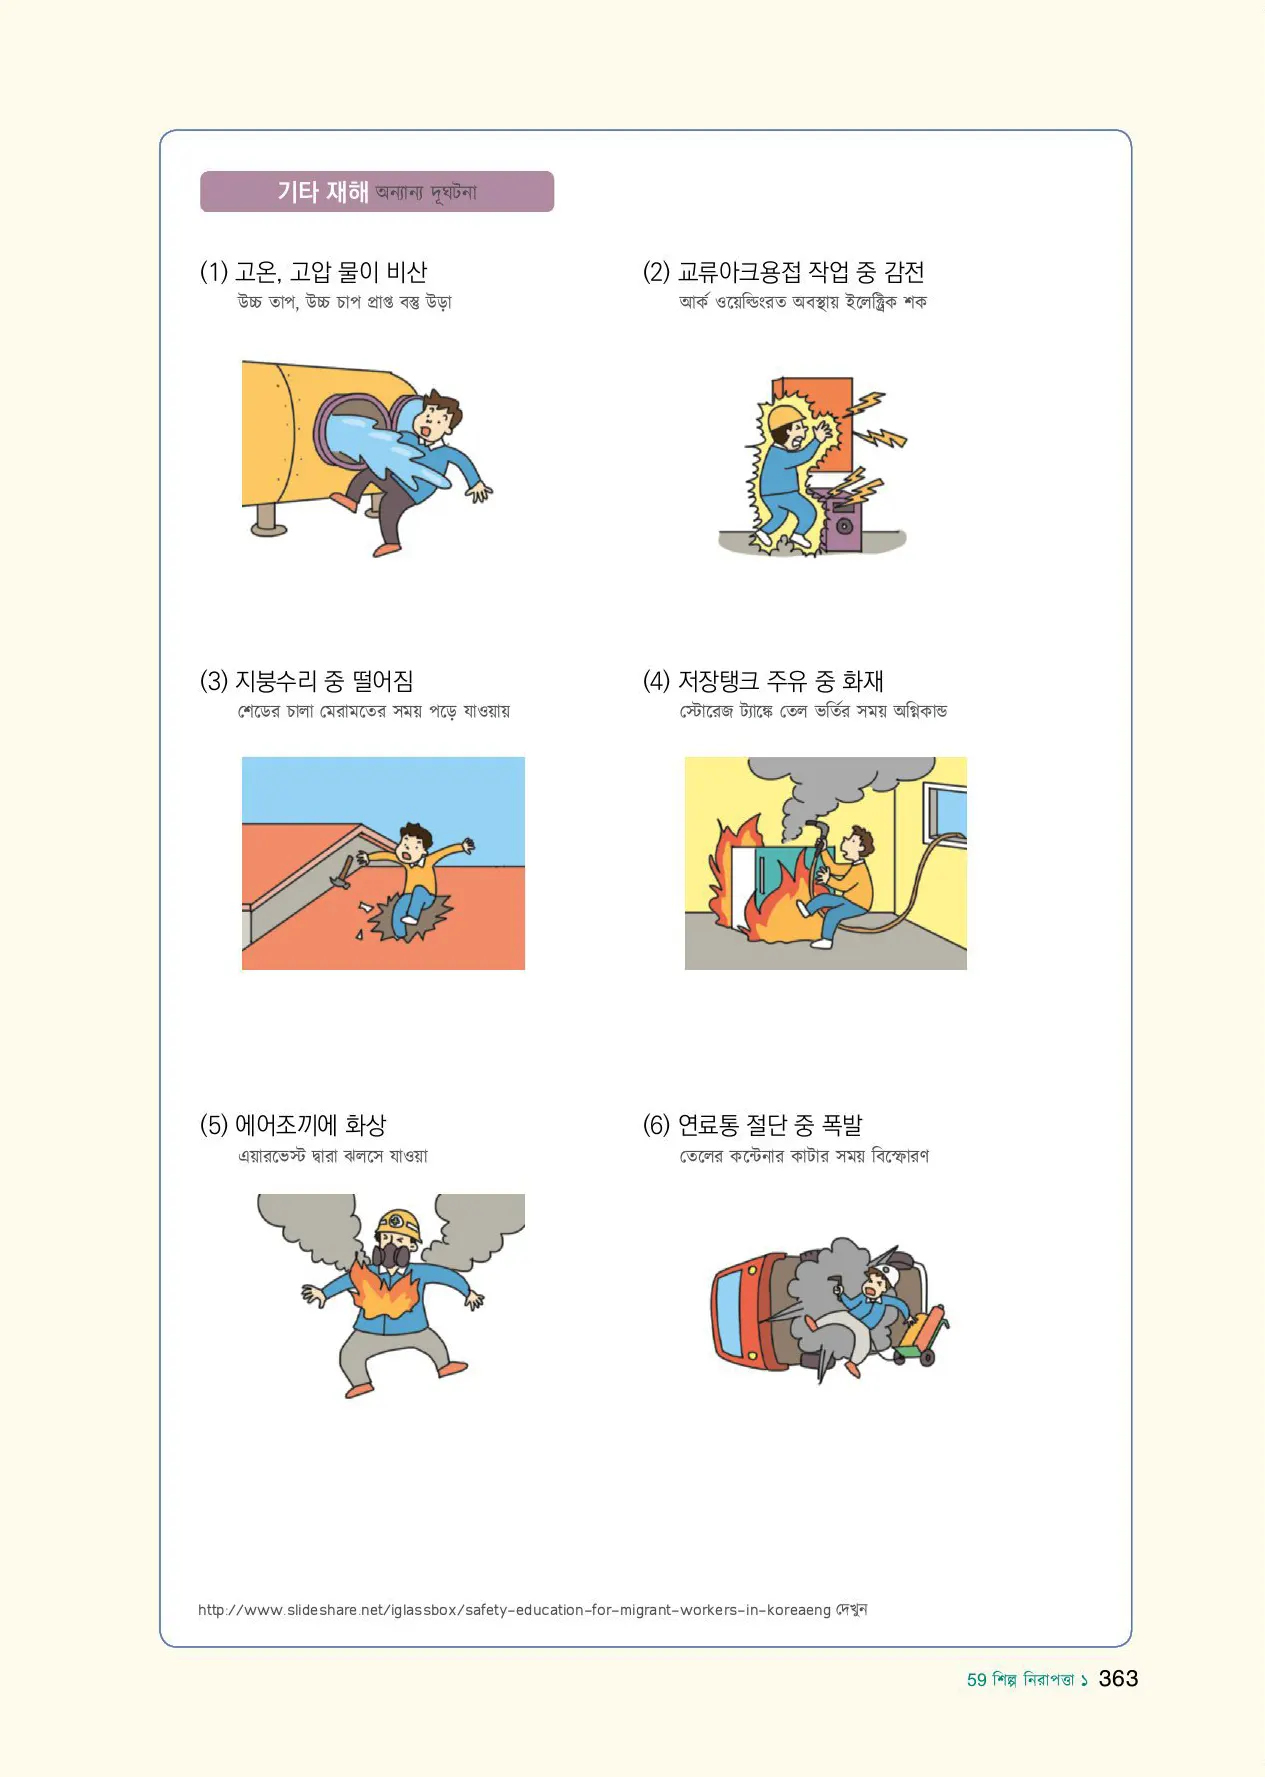 기타 재해 অন্যান্য দূঘটনা
(1) 고온, 고압 물이 비산
উচ্চ তাপ, উচ্চ চাপ প্রাপ্ত বস্তু উড়া
(2) 교류아크용접 작업 중 감전
আর্ক ওয়েল্ডিংরত অবস্থায় ইলেক্ট্রিক শক
(3) 지붕수리 중 떨어짐
শেডের চালা মেরামতের সময় পড়ে যাওয়ায়
(4) 저장탱크 주유 중 화재
স্টোরেজ ট্যাঙ্কে তেল ভর্তির সময় অগ্নিকান্ড
(5) 에어조끼에 화상
এয়ারভেস্ট দ্বারা ঝলসে যাওয়া
(6) 연료통 절단 중 폭발
তেলের কন্টেনার কাটার সময় বিস্ফোরণ
http://www.slideshare.net/iglassbox/safety-education-for-migrant-workers-in-koreaeng দেখুন
59 শিল্প নিরাপত্তা ১ 363